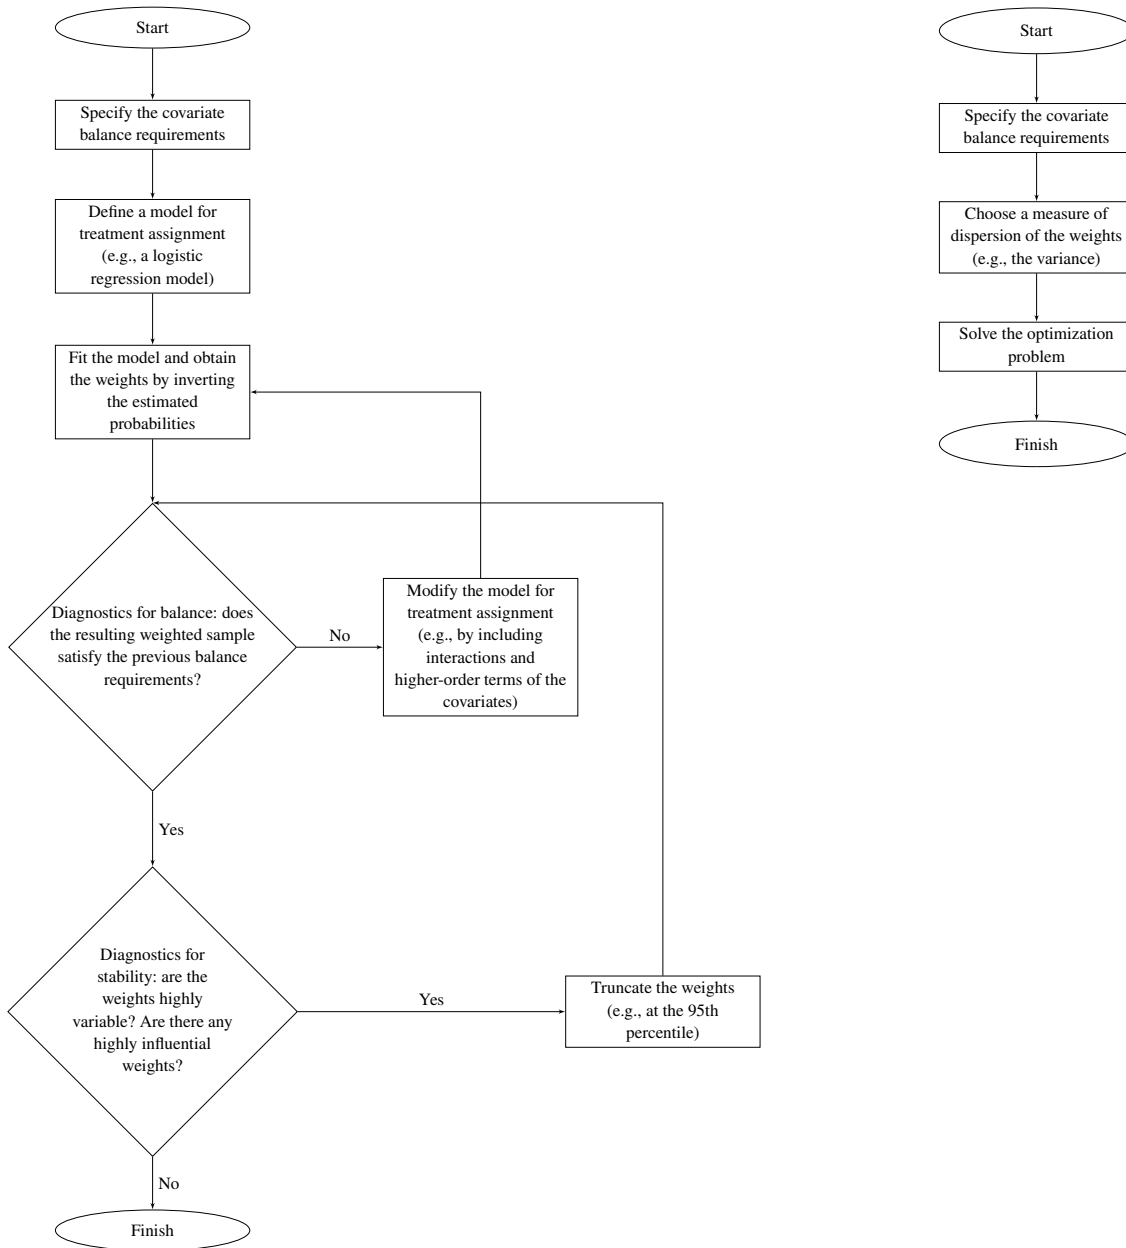 Start
Specify the covariate
balance requirements
Define a model for
treatment assignment
(e.g., a logistic
regression model)
Fit the model and obtain
the weights by inverting
the estimated
probabilities
Diagnostics for balance: does
the resulting weighted sample
satisfy the previous balance
requirements?
No
Modify the model for
treatment assignment
(e.g., by including
interactions and
higher-order terms of the
covariates)
Yes
Diagnostics for
stability: are the
weights highly
variable? Are there any
highly influential
weights?
Yes
Truncate the weights
(e.g., at the 95th
percentile)
No
Finish
Start
Specify the covariate
balance requirements
Choose a measure of
dispersion of the weights
(e.g., the variance)
Solve the optimization
problem
Finish